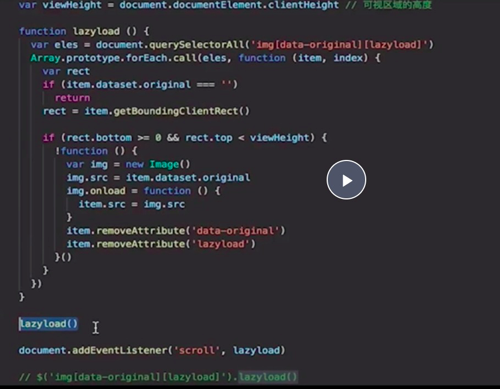 var viewHeight = document.documentElement.clientHeight // 可视区域的高度
function lazyload () {
var eles = document.querySelectorAll('img[data-original][lazyload]')
Array.prototype.forEach.call(eles, function (item, index) {
var rect
if (item.dataset.original === '')
return
rect = item.getBoundingClientRect()
if (rect.bottom >= 0 && rect.top < viewHeight) {
!function () {
var img = new Image()
img.src = item.dataset.original
img.onload = function () {
item.src = img.src
}
item.removeAttribute('data-original')
item.removeAttribute('lazyload')
}()
}
})
}
lazyload()
document.addEventListener('scroll', lazyload)
// $('img[data-original][lazyload]').lazyload()